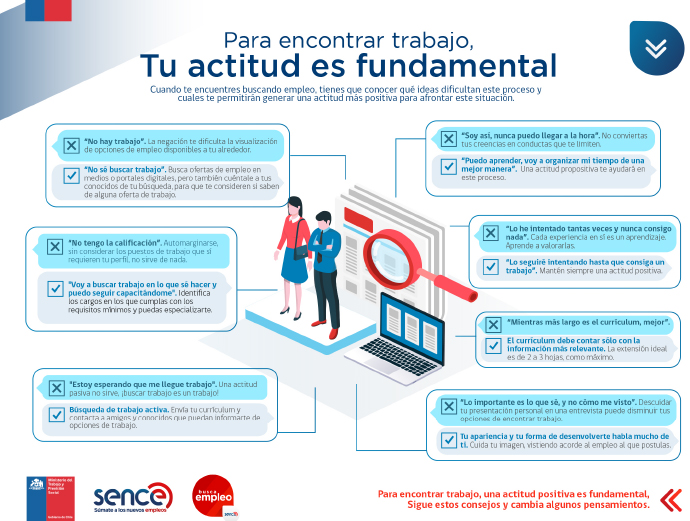 Para encontrar trabajo,
Tu actitud es fundamental
Cuando te encuentres buscando empleo, tienes que conocer qué ideas dificultan este proceso y
cuales te permitirán generar una actitud más positiva para afrontar este situación.
"No hay trabajo". La negación te dificulta la visualización
de opciones de empleo disponibles a tu alrededor.
"No sé buscar trabajo". Busca ofertas de empleo en
medios o portales digitales, pero también cuéntale a tus
conocidos de tu búsqueda, para que te consideren si saben
de alguna oferta de trabajo.
"No tengo la calificación". Automarginarse,
sin considerar los puestos de trabajo que sí
requieren tu perfil, no sirve de nada.
"Voy a buscar trabajo en lo que sé hacer y
puedo seguir capacitándome". Identifica
los cargos en los que cumplas con los
requisitos mínimos y puedas especializarte.
"Estoy esperando que me llegue trabajo". Una actitud
pasiva no sirve, ¡buscar trabajo es un trabajo!
Búsqueda de trabajo activa. Envía tu currículum y
contacta a amigos y conocidos que puedan informarte de
opciones de trabajo.
"Soy así, nunca puedo llegar a la hora". No conviertas
tus creencias en conductas que te limiten.
"Puedo aprender, voy a organizar mi tiempo de una
mejor manera". Una actitud propositiva te ayudará en
este proceso.
"Lo he intentado tantas veces y nunca consigo
nada". Cada experiencia en sí es un aprendizaje.
Aprende a valorarlas.
"Lo seguiré intentando hasta que consiga un
trabajo". Mantén siempre una actitud positiva.
"Mientras más largo es el currículum, mejor".
El currículum debe contar sólo con la
información más relevante. La extensión ideal
es de 2 a 3 hojas, como máximo.
"Lo importante es lo que sé, y no cómo me visto". Descuidar
tu presentación personal en una entrevista puede disminuir tus
opciones de encontrar trabajo.
Tu apariencia y tu forma de desenvolverte habla mucho de
ti. Cuida tu imagen, vistiendo acorde al empleo al que postulas.
Ministerio del
Trabajo y
Previsión
Social
Gobierno de Chile
sence
Súmate a los nuevos empleos
busca
empleo
sence
Para encontrar trabajo, una actitud positiva es fundamental,
Sigue estos consejos y cambia algunos pensamientos.